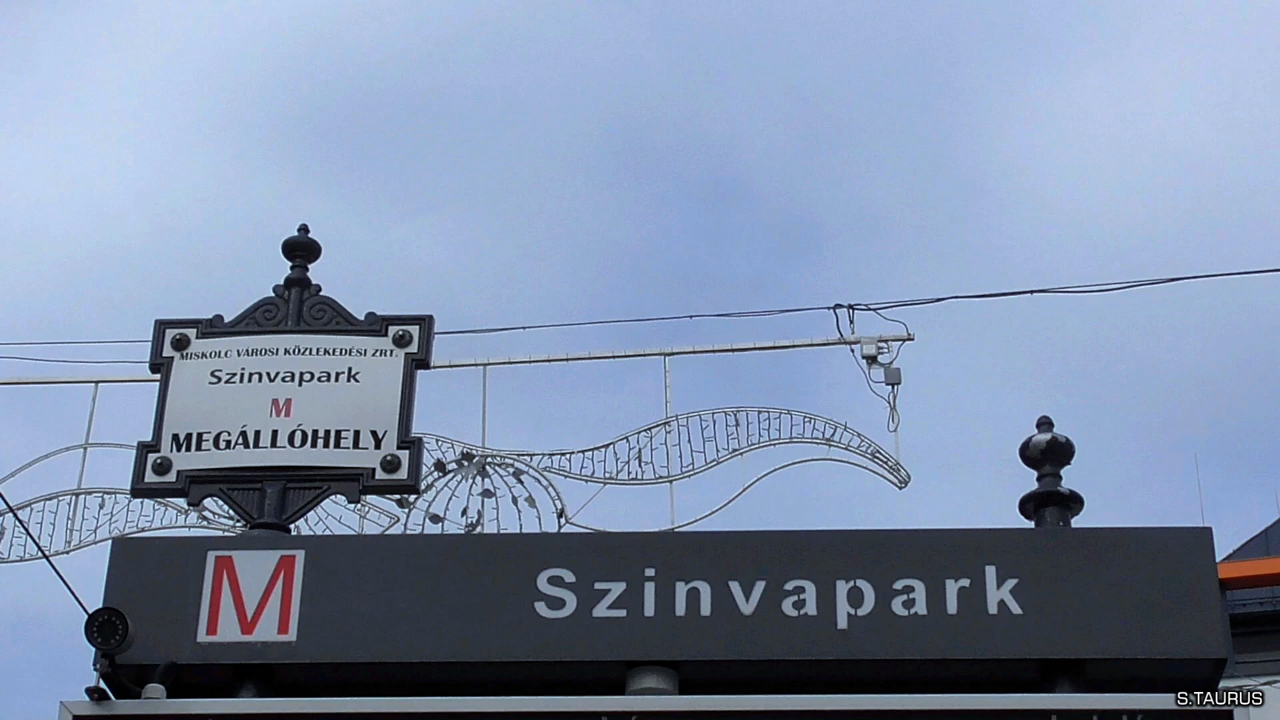 MISKOLC VÁROSI KÖZLEKEDÉSI ZRT.
Szinvapark
M
MEGÁLLÓHELY
M Szinvapark
S.TAURUS